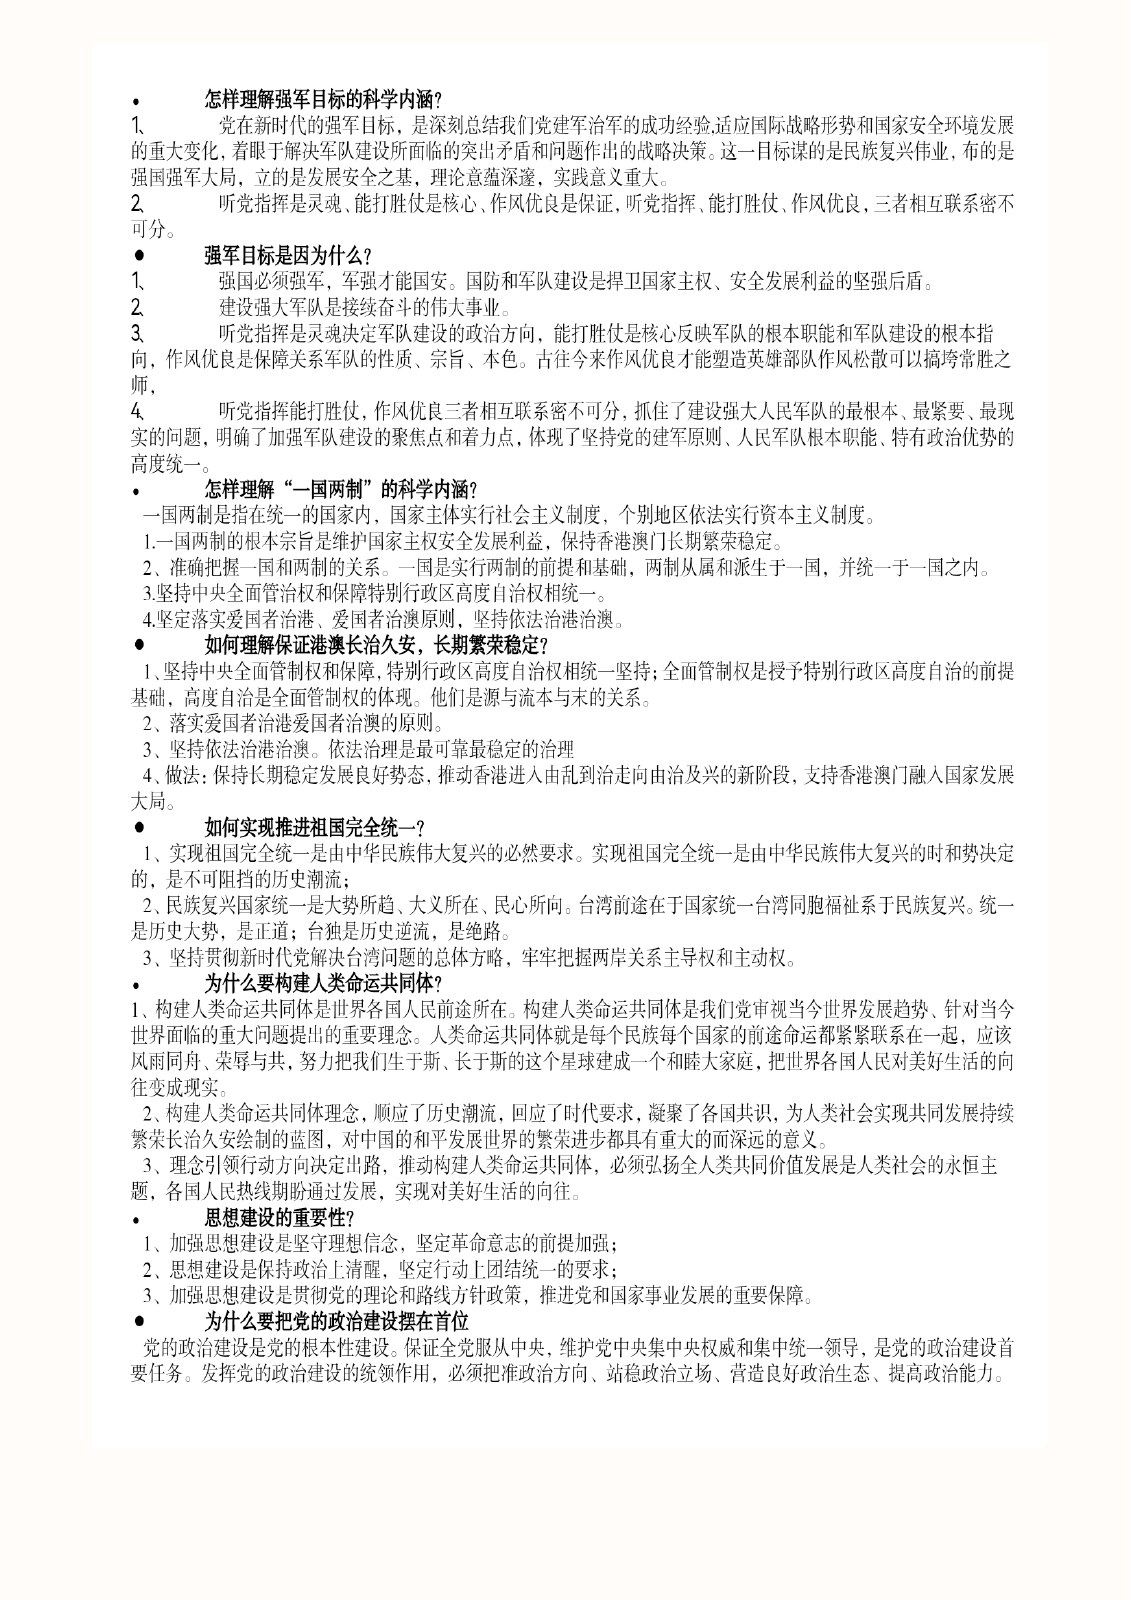 • 怎样理解强军目标的科学内涵？
1、 党在新时代的强军目标，是深刻总结我们党建军治军的成功经验,适应国际战略形势和国家安全环境发展
的重大变化，着眼于解决军队建设所面临的突出矛盾和问题作出的战略决策。这一目标谋的是民族复兴伟业，布的是
强国强军大局，立的是发展安全之基，理论意蕴深邃，实践意义重大。
2、 听党指挥是灵魂、能打胜仗是核心、作风优良是保证，听党指挥、能打胜仗、作风优良，三者相互联系密不
可分。
● 强军目标是因为什么？
1、 强国必须强军，军强才能国安。国防和军队建设是捍卫国家主权、安全发展利益的坚强后盾。
2、 建设强大军队是接续奋斗的伟大事业。
3、 听党指挥是灵魂决定军队建设的政治方向，能打胜仗是核心反映军队的根本职能和军队建设的根本指
向，作风优良是保障关系军队的性质、宗旨、本色。古往今来作风优良才能塑造英雄部队作风松散可以搞垮常胜之
师，
4、 听党指挥能打胜仗，作风优良三者相互联系密不可分，抓住了建设强大人民军队的最根本、最紧要、最现
实的问题，明确了加强军队建设的聚焦点和着力点，体现了坚持党的建军原则、人民军队根本职能、特有政治优势的
高度统一。
• 怎样理解“一国两制”的科学内涵？
一国两制是指在统一的国家内，国家主体实行社会主义制度，个别地区依法实行资本主义制度。
1.一国两制的根本宗旨是维护国家主权安全发展利益，保持香港澳门长期繁荣稳定。
2、准确把握一国和两制的关系。一国是实行两制的前提和基础，两制从属和派生于一国，并统一于一国之内。
3.坚持中央全面管治权和保障特别行政区高度自治权相统一。
4.坚定落实爱国者治港、爱国者治澳原则，坚持依法治港治澳。
● 如何理解保证港澳长治久安，长期繁荣稳定？
1、坚持中央全面管制权和保障，特别行政区高度自治权相统一坚持；全面管制权是授予特别行政区高度自治的前提
基础，高度自治是全面管制权的体现。他们是源与流本与末的关系。
2、落实爱国者治港爱国者治澳的原则。
3、坚持依法治港治澳。依法治理是最可靠最稳定的治理
4、做法：保持长期稳定发展良好势态，推动香港进入由乱到治走向由治及兴的新阶段，支持香港澳门融入国家发展
大局。
● 如何实现推进祖国完全统一？
1、实现祖国完全统一是由中华民族伟大复兴的必然要求。实现祖国完全统一是由中华民族伟大复兴的时和势决定
的，是不可阻挡的历史潮流；
2、民族复兴国家统一是大势所趋、大义所在、民心所向。台湾前途在于国家统一台湾同胞福祉系于民族复兴。统一
是历史大势，是正道；台独是历史逆流，是绝路。
3、坚持贯彻新时代党解决台湾问题的总体方略，牢牢把握两岸关系主导权和主动权。
• 为什么要构建人类命运共同体？
1、构建人类命运共同体是世界各国人民前途所在。构建人类命运共同体是我们党审视当今世界发展趋势、针对当今
世界面临的重大问题提出的重要理念。人类命运共同体就是每个民族每个国家的前途命运都紧紧联系在一起，应该
风雨同舟、荣辱与共，努力把我们生于斯、长于斯的这个星球建成一个和睦大家庭，把世界各国人民对美好生活的向
往变成现实。
2、构建人类命运共同体理念，顺应了历史潮流，回应了时代要求，凝聚了各国共识，为人类社会实现共同发展持续
繁荣长治久安绘制的蓝图，对中国的和平发展世界的繁荣进步都具有重大的而深远的意义。
3、理念引领行动方向决定出路，推动构建人类命运共同体，必须弘扬全人类共同价值发展是人类社会的永恒主
题，各国人民热线期盼通过发展，实现对美好生活的向往。
• 思想建设的重要性？
1、加强思想建设是坚守理想信念，坚定革命意志的前提加强；
2、思想建设是保持政治上清醒，坚定行动上团结统一的要求；
3、加强思想建设是贯彻党的理论和路线方针政策，推进党和国家事业发展的重要保障。
● 为什么要把党的政治建设摆在首位
党的政治建设是党的根本性建设。保证全党服从中央，维护党中央集中央权威和集中统一领导，是党的政治建设首
要任务。发挥党的政治建设的统领作用，必须把准政治方向、站稳政治立场、营造良好政治生态、提高政治能力。